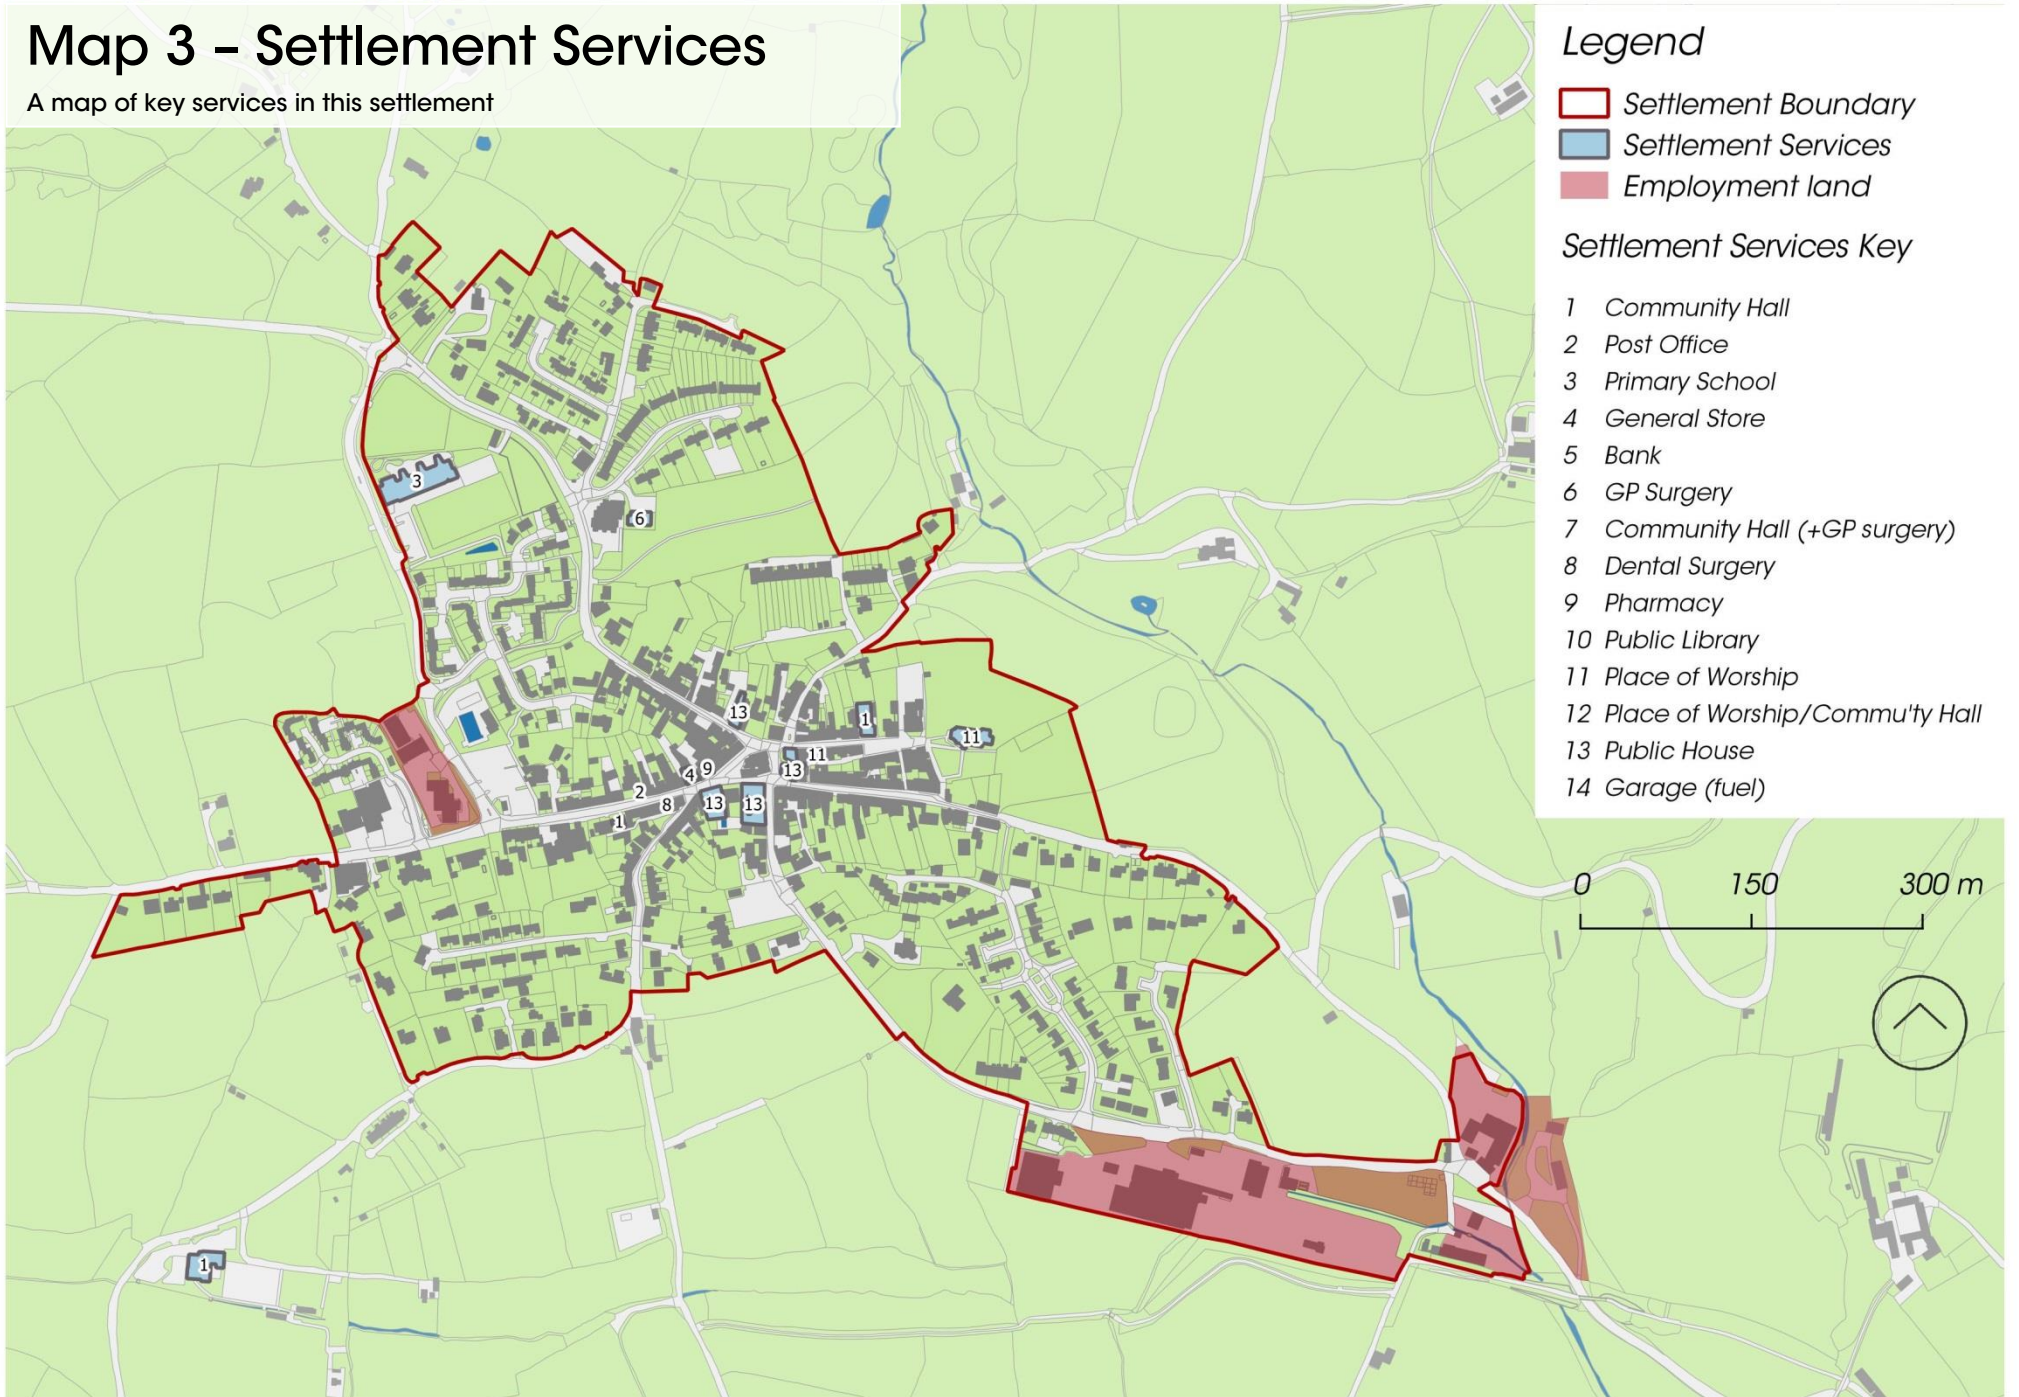 Map 3 – Settlement Services
A map of key services in this settlement
Legend
Settlement Boundary
Settlement Services
Employment land
Settlement Services Key
1 Community Hall
2 Post Office
3 Primary School
4 General Store
5 Bank
6 GP Surgery
7 Community Hall (+GP surgery)
8 Dental Surgery
9 Pharmacy
10 Public Library
11 Place of Worship
12 Place of Worship/Commu'ty Hall
13 Public House
14 Garage (fuel)
0 150 300 m
3
6
13
1
11
11
13
4 9
2
8
13
13
1
1